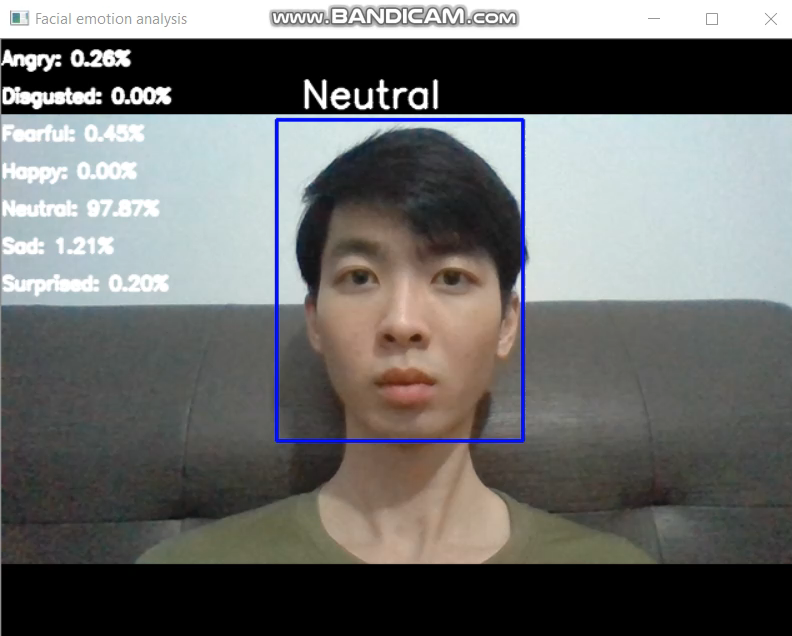 Facial emotion analysis
www.BANDICAM.com
Angry: 0.26%
Disgusted: 0.00%
Neutral
Fearful: 0.45%
Happy: 0.00%
Neutral: 97.87%
Sad: 1.21%
Surprised: 0.20%